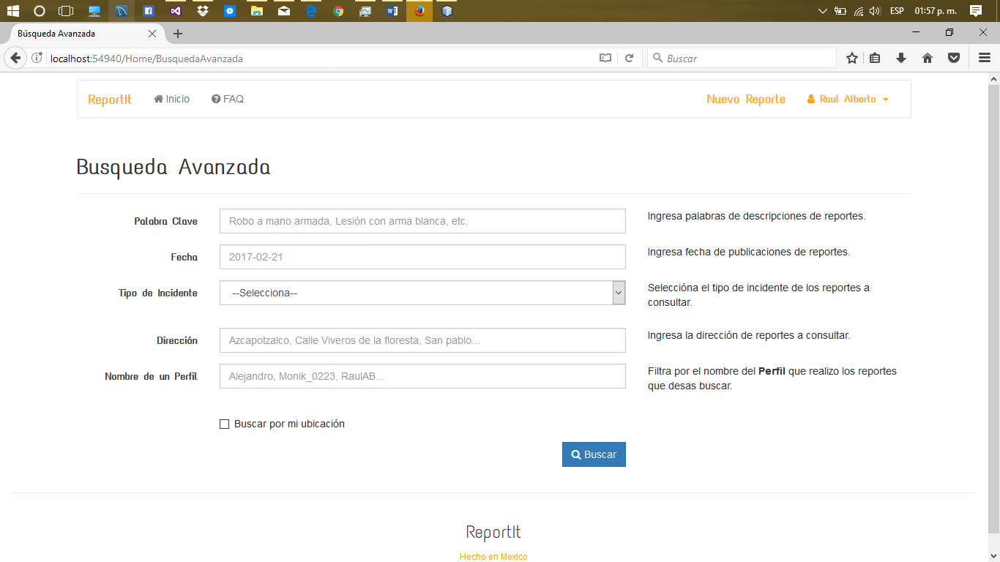 ESP 01:57 p. m.
Búsqueda Avanzada
localhost:54940/Home/BusquedaAvanzada
Buscar
ReportIt Inicio FAQ Nuevo Reporte Raul Alberto
Busqueda Avanzada
Palabra Clave Robo a mano armada, Lesión con arma blanca, etc. Ingresa palabras de descripciones de reportes.
Fecha 2017-02-21 Ingresa fecha de publicaciones de reportes.
Tipo de Incidente --Selecciona-- Seleccióna el tipo de incidente de los reportes a
consultar.
Dirección Azcapotzalco, Calle Viveros de la floresta, San pablo... Ingresa la dirección de reportes a consultar.
Nombre de un Perfil Alejandro, Monik_0223, RaulAB... Filtra por el nombre del Perfil que realizo los reportes
que desas buscar.
Buscar por mi ubicación
Buscar
ReportIt
Hecho en Mexico